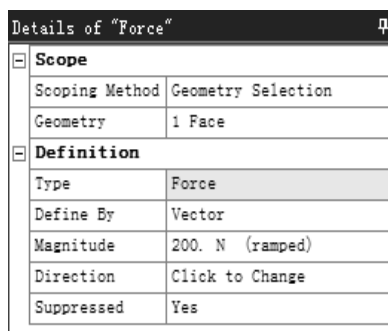 Details of "Force"
Scope
Scoping Method Geometry Selection
Geometry 1 Face
Definition
Type Force
Define By Vector
Magnitude 200. N (ramped)
Direction Click to Change
Suppressed Yes